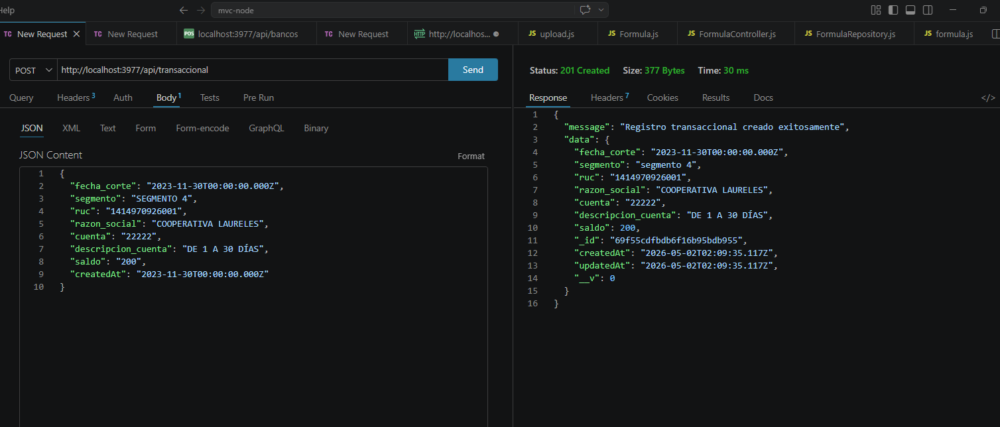 Help
mvc-node
TC New Request
TC New Request
POS localhost:3977/api/bancos
TC New Request
HTTP http://localhos...
JS upload.js
JS Formula.js
JS FormulaController.js
JS FormulaRepository.js
JS formula.js
POST http://localhost:3977/api/transaccional Send
Query Headers 3 Auth Body 1 Tests Pre Run
JSON XML Text Form Form-encode GraphQL Binary
JSON Content Format
1 {
2 "fecha_corte": "2023-11-30T00:00:00.000Z",
3 "segmento": "SEGMENTO 4",
4 "ruc": "1414970926001",
5 "razon_social": "COOPERATIVA LAURELES",
6 "cuenta": "22222",
7 "descripcion_cuenta": "DE 1 A 30 DÍAS",
8 "saldo": "200",
9 "createdAt": "2023-11-30T00:00:00.000Z"
10 }
Status: 201 Created Size: 377 Bytes Time: 30 ms
Response Headers 7 Cookies Results Docs </>
1 {
2 "message": "Registro transaccional creado exitosamente",
3 "data": {
4 "fecha_corte": "2023-11-30T00:00:00.000Z",
5 "segmento": "segmento 4",
6 "ruc": "1414970926001",
7 "razon_social": "COOPERATIVA LAURELES",
8 "cuenta": "22222",
9 "descripcion_cuenta": "DE 1 A 30 DÍAS",
10 "saldo": 200,
11 "_id": "69f55cdfbdb6f16b95bdb955",
12 "createdAt": "2026-05-02T02:09:35.117Z",
13 "updatedAt": "2026-05-02T02:09:35.117Z",
14 "__v": 0
15 }
16 }